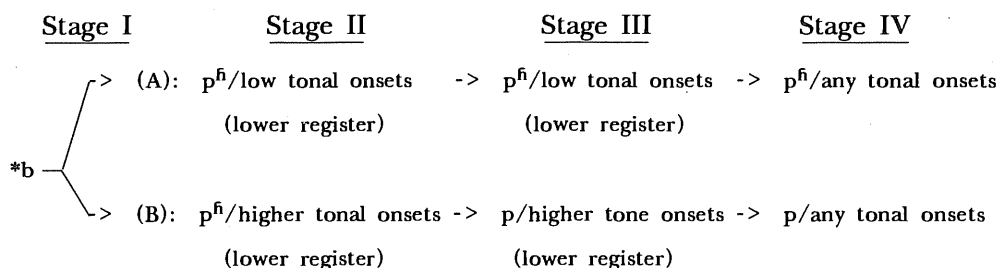 Stage I Stage II Stage III Stage IV
-> (A): pɦ/low tonal onsets -> pɦ/low tonal onsets -> pɦ/any tonal onsets
(lower register) (lower register)
*b
-> (B): pɦ/higher tonal onsets -> p/higher tone onsets -> p/any tonal onsets
(lower register) (lower register)